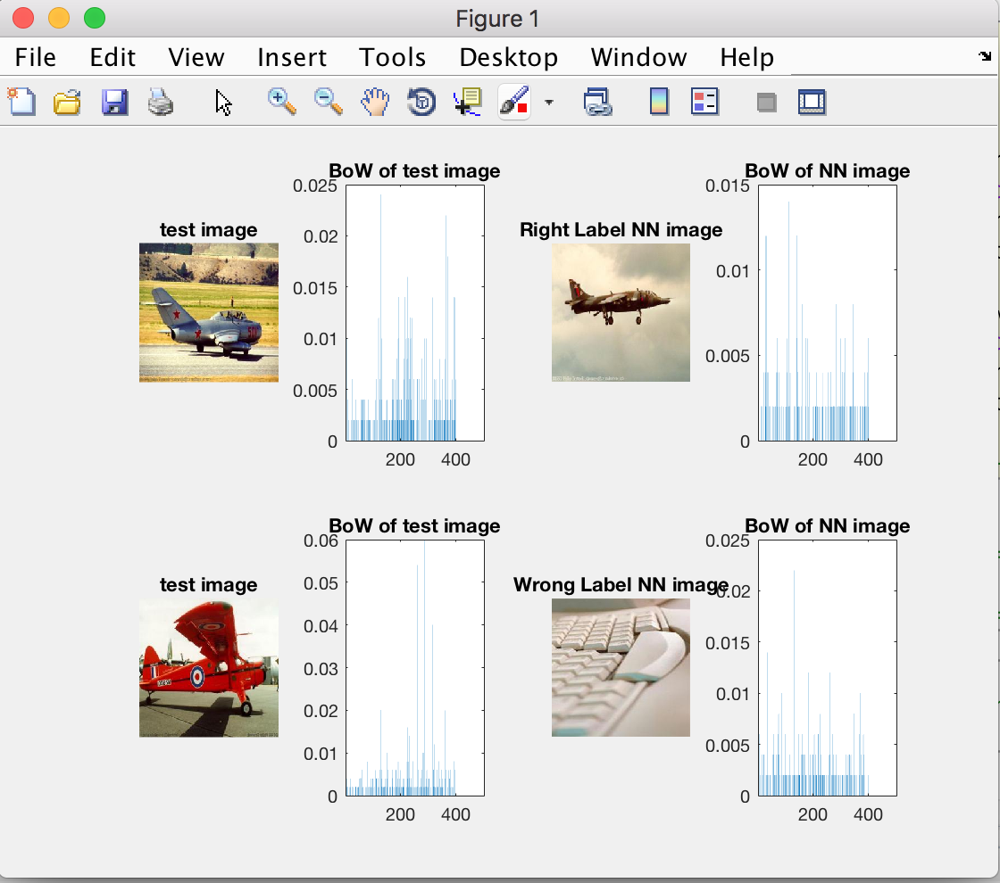 Figure 1
File Edit View Insert Tools Desktop Window Help
BoW of test image
BoW of NN image
test image
Right Label NN image
0.025
0.02
0.015
0.01
0.005
0
200 400
0.015
0.01
0.005
0
200 400
BoW of test image
BoW of NN image
test image
Wrong Label NN image
0.06
0.05
0.04
0.03
0.02
0.01
0
200 400
0.025
0.02
0.015
0.01
0.005
0
200 400